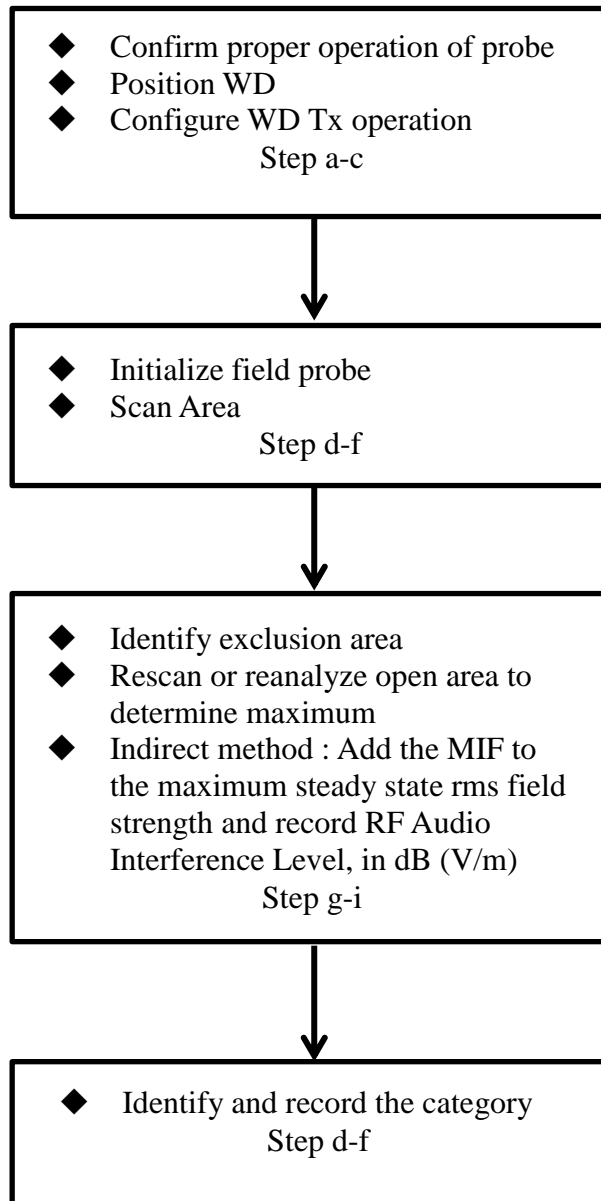 ◆ Confirm proper operation of probe
◆ Position WD
◆ Configure WD Tx operation
Step a-c
◆ Initialize field probe
◆ Scan Area
Step d-f
◆ Identify exclusion area
◆ Rescan or reanalyze open area to
determine maximum
◆ Indirect method : Add the MIF to
the maximum steady state rms field
strength and record RF Audio
Interference Level, in dB (V/m)
Step g-i
◆ Identify and record the category
Step d-f